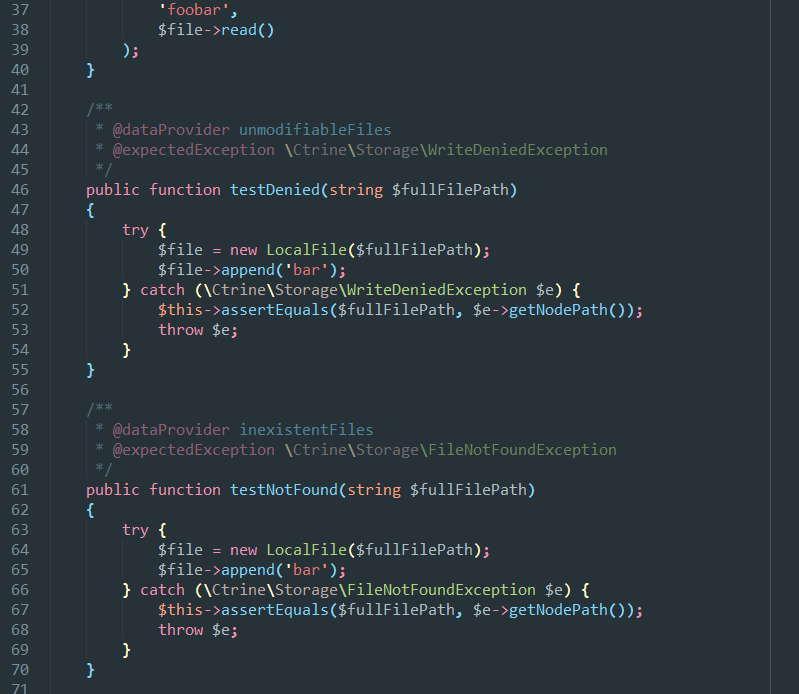 37 'foobar',
38 $file->read()
39 );
40 }
41
42 /**
43 * @dataProvider unmodifiableFiles
44 * @expectedException \Ctrine\Storage\WriteDeniedException
45 */
46 public function testDenied(string $fullFilePath)
47 {
48 try {
49 $file = new LocalFile($fullFilePath);
50 $file->append('bar');
51 } catch (\Ctrine\Storage\WriteDeniedException $e) {
52 $this->assertEquals($fullFilePath, $e->getNodePath());
53 throw $e;
54 }
55 }
56
57 /**
58 * @dataProvider inexistentFiles
59 * @expectedException \Ctrine\Storage\FileNotFoundException
60 */
61 public function testNotFound(string $fullFilePath)
62 {
63 try {
64 $file = new LocalFile($fullFilePath);
65 $file->append('bar');
66 } catch (\Ctrine\Storage\FileNotFoundException $e) {
67 $this->assertEquals($fullFilePath, $e->getNodePath());
68 throw $e;
69 }
70 }
71